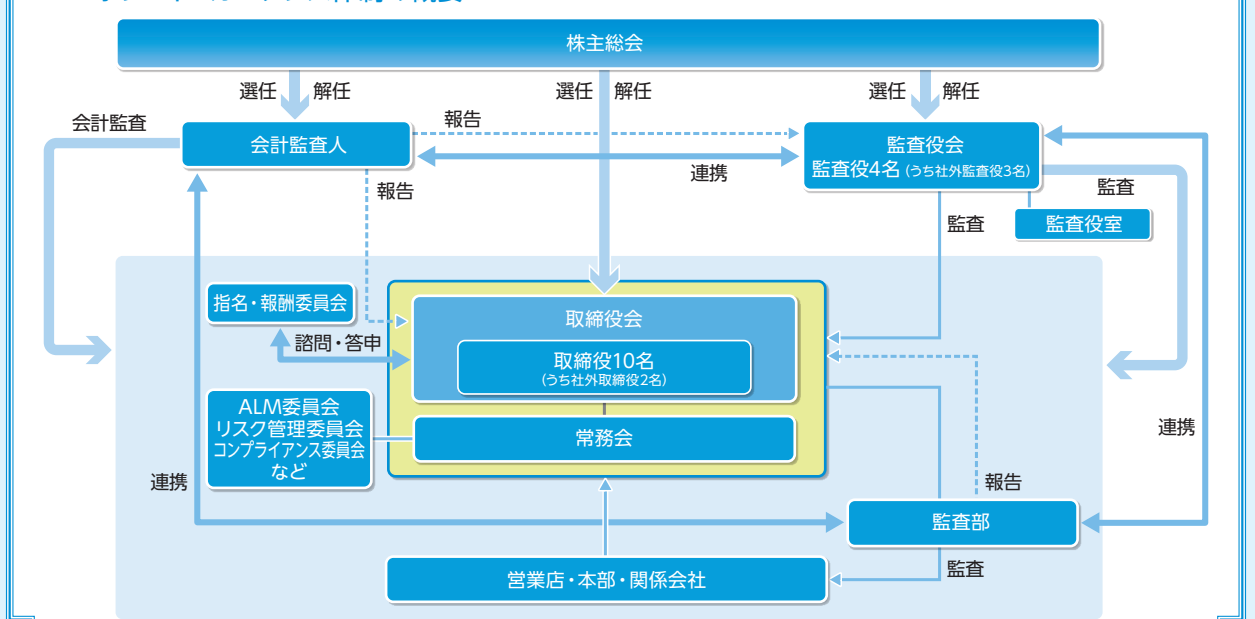 株主総会
選任 解任
選任 解任
選任 解任
会計監査
会計監査人
報告
連携
監査役会
監査役4名(うち社外監査役3名)
監査
報告
監査
監査役室
指名・報酬委員会
取締役会
諮問・答申
取締役10名
(うち社外取締役2名)
ALM委員会
リスク管理委員会
コンプライアンス委員会
など
常務会
連携
連携
報告
監査部
監査
営業店・本部・関係会社